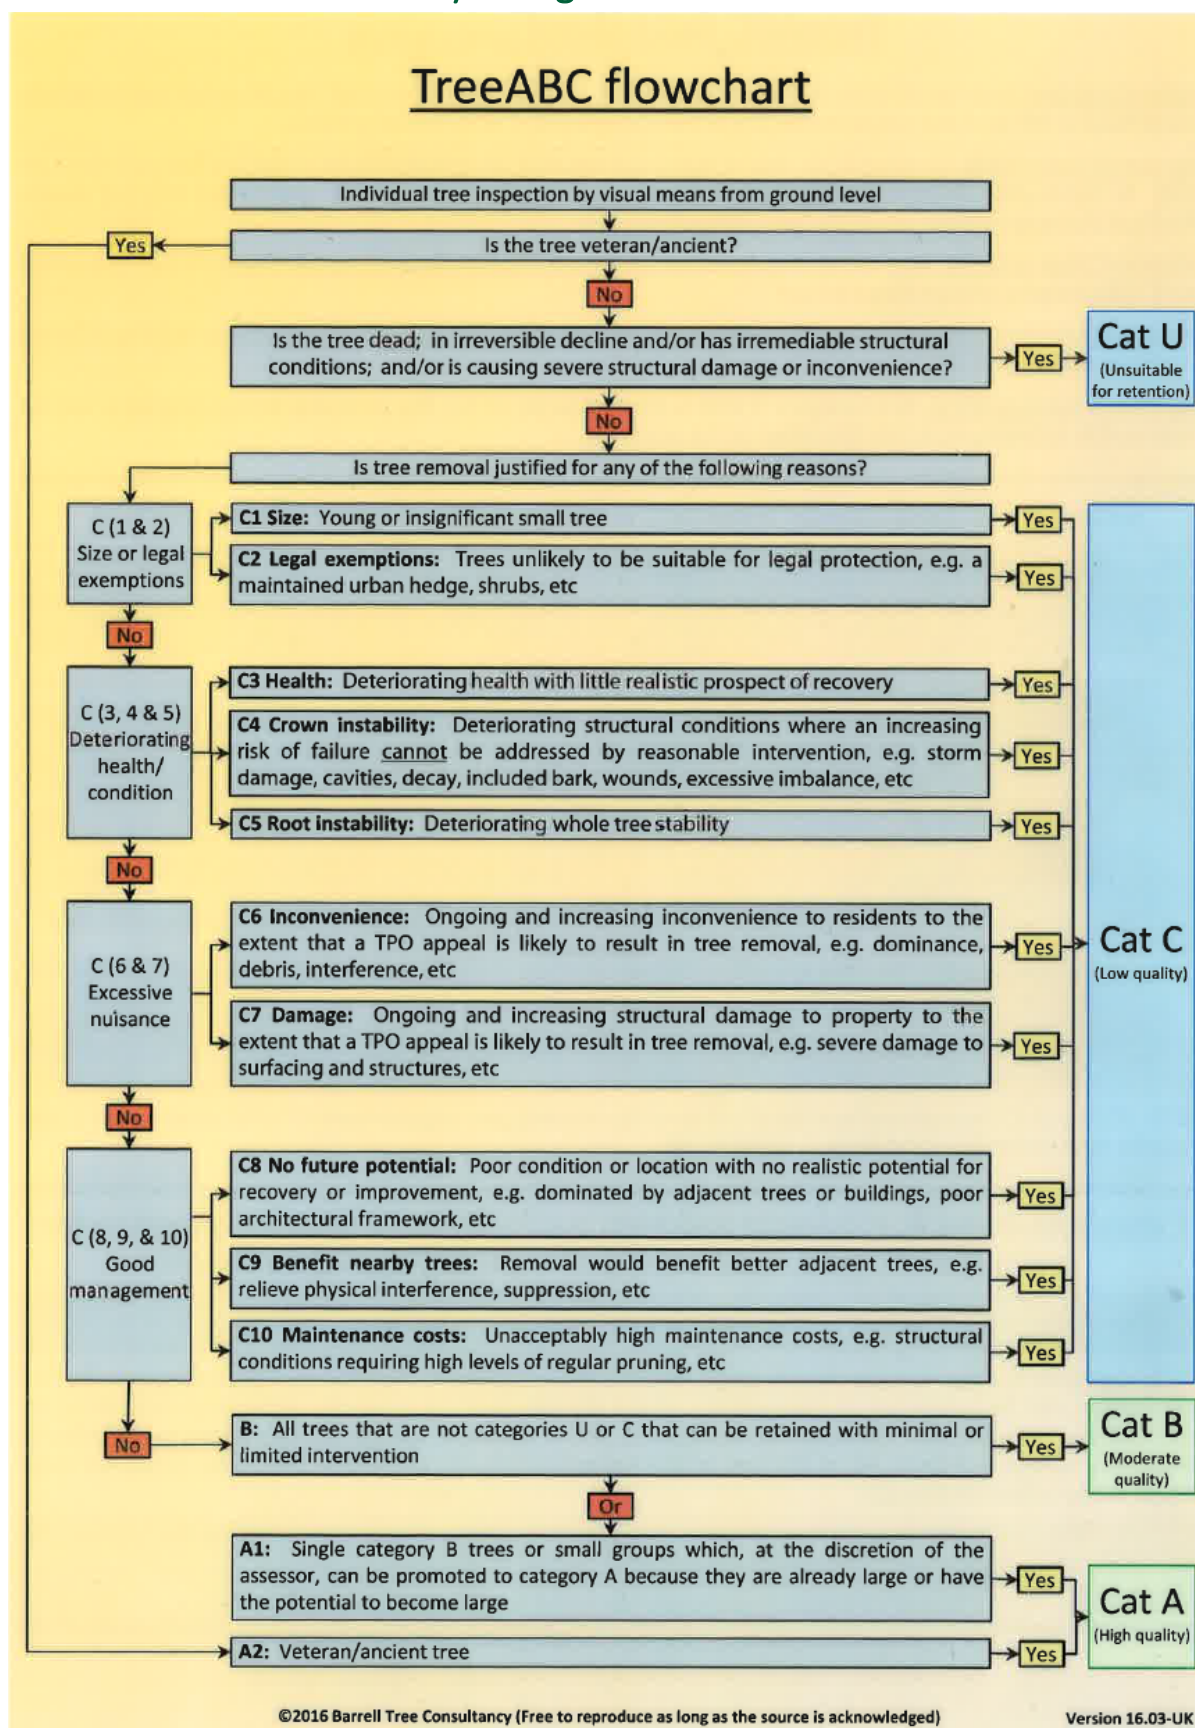 TreeABC flowchart
Individual tree inspection by visual means from ground level
Yes
Is the tree veteran/ancient?
No
Is the tree dead; in irreversible decline and/or has irremediable structural
conditions; and/or is causing severe structural damage or inconvenience?
Yes
Cat U
(Unsuitable
for retention)
No
Is tree removal justified for any of the following reasons?
C (1 & 2)
Size or legal
exemptions
C1 Size: Young or insignificant small tree
Yes
C2 Legal exemptions: Trees unlikely to be suitable for legal protection, e.g. a
maintained urban hedge, shrubs, etc
Yes
No
C (3, 4 & 5)
Deteriorating
health/
condition
C3 Health: Deteriorating health with little realistic prospect of recovery
Yes
C4 Crown instability: Deteriorating structural conditions where an increasing
risk of failure cannot be addressed by reasonable intervention, e.g. storm
damage, cavities, decay, included bark, wounds, excessive imbalance, etc
Yes
C5 Root instability: Deteriorating whole tree stability
Yes
No
C (6 & 7)
Excessive
nuisance
C6 Inconvenience: Ongoing and increasing inconvenience to residents to the
extent that a TPO appeal is likely to result in tree removal, e.g. dominance,
debris, interference, etc
Yes
Cat C
(Low quality)
C7 Damage: Ongoing and increasing structural damage to property to the
extent that a TPO appeal is likely to result in tree removal, e.g. severe damage to
surfacing and structures, etc
Yes
No
C (8, 9, & 10)
Good
management
C8 No future potential: Poor condition or location with no realistic potential for
recovery or improvement, e.g. dominated by adjacent trees or buildings, poor
architectural framework, etc
Yes
C9 Benefit nearby trees: Removal would benefit better adjacent trees, e.g.
relieve physical interference, suppression, etc
Yes
C10 Maintenance costs: Unacceptably high maintenance costs, e.g. structural
conditions requiring high levels of regular pruning, etc
Yes
No
B: All trees that are not categories U or C that can be retained with minimal or
limited intervention
Yes
Cat B
(Moderate
quality)
Or
A1: Single category B trees or small groups which, at the discretion of the
assessor, can be promoted to category A because they are already large or have
the potential to become large
Yes
Cat A
(High quality)
A2: Veteran/ancient tree
Yes
©2016 Barrell Tree Consultancy (Free to reproduce as long as the source is acknowledged)
Version 16.03-UK